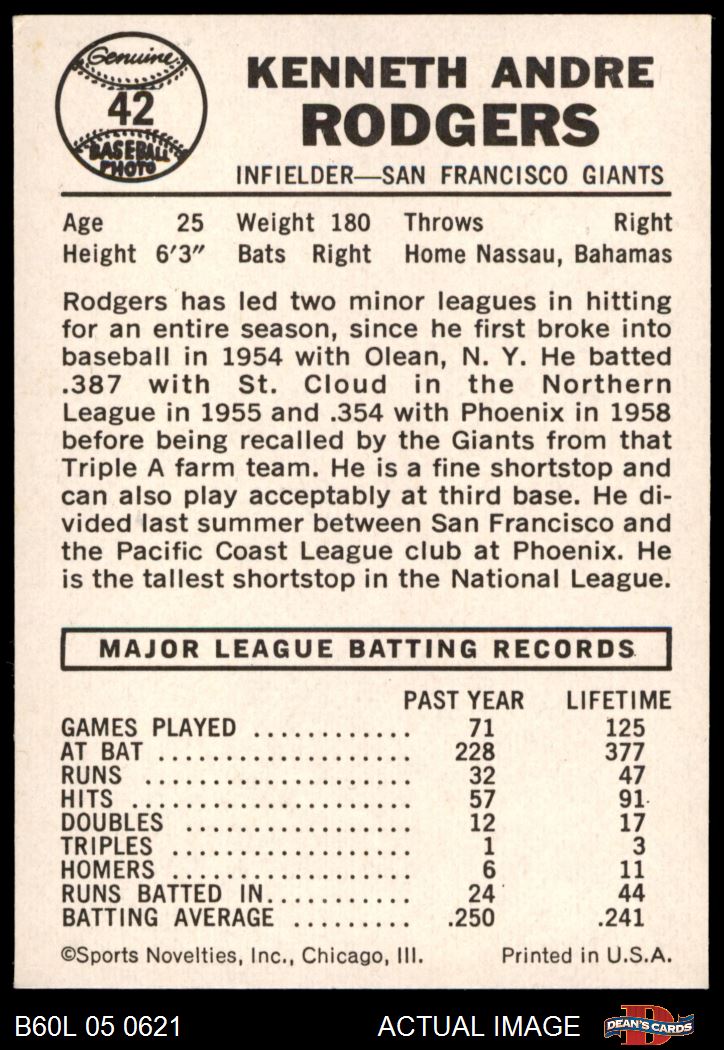 Genuine
42
BASEBALL
PHOTO
KENNETH ANDRE
RODGERS
INFIELDER—SAN FRANCISCO GIANTS
Age 25 Weight 180 Throws Right
Height 6'3" Bats Right Home Nassau, Bahamas
Rodgers has led two minor leagues in hitting
for an entire season, since he first broke into
baseball in 1954 with Olean, N. Y. He batted
.387 with St. Cloud in the Northern
League in 1955 and .354 with Phoenix in 1958
before being recalled by the Giants from that
Triple A farm team. He is a fine shortstop and
can also play acceptably at third base. He di-
vided last summer between San Francisco and
the Pacific Coast League club at Phoenix. He
is the tallest shortstop in the National League.
MAJOR LEAGUE BATTING RECORDS
PAST YEAR LIFETIME
GAMES PLAYED ............ 71 125
AT BAT .................... 228 377
RUNS ..................... 32 47
HITS ...................... 57 91
DOUBLES ................. 12 17
TRIPLES .................. 1 3
HOMERS .................. 6 11
RUNS BATTED IN........... 24 44
BATTING AVERAGE ......... .250 .241
©Sports Novelties, Inc., Chicago, Ill. Printed in U.S.A.
B60L 05 0621 ACTUAL IMAGE D DEAN'S CARDS